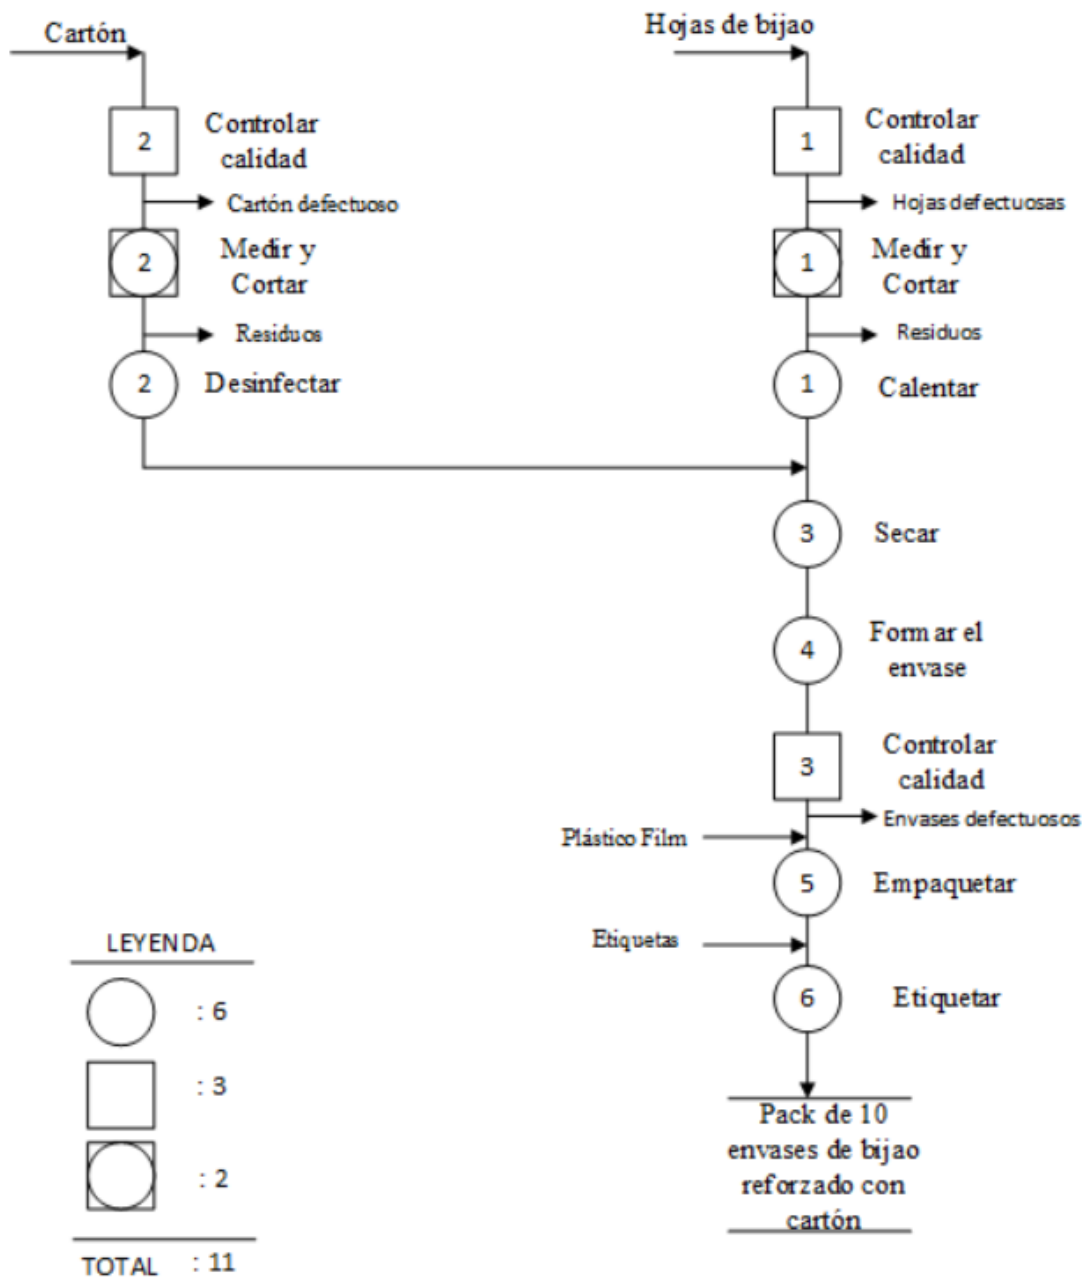 Cartón
Hojas de bijao
2
Controlar
calidad
1
Controlar
calidad
Cartón defectuoso
Hojas defectuosas
2
Medir y
Cortar
1
Medir y
Cortar
Residuos
Residuos
2
Desinfectar
1
Calentar
3
Secar
4
Formar el
envase
3
Controlar
calidad
Envases defectuosos
Plástico Film
5
Empaquetar
Etiquetas
6
Etiquetar
Pack de 10
envases de bijao
reforzado con
cartón
LEYENDA
: 6
: 3
: 2
TOTAL : 11